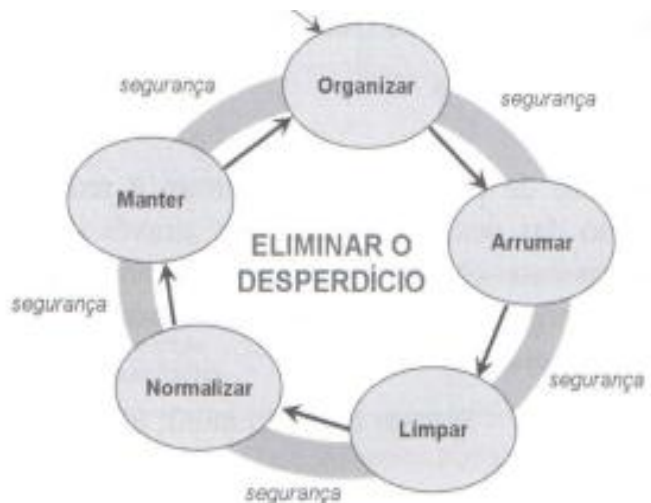 Organizar
segurança
segurança
Manter
Arrumar
ELIMINAR O
DESPERDÍCIO
segurança
segurança
Normalizar
Limpar
segurança